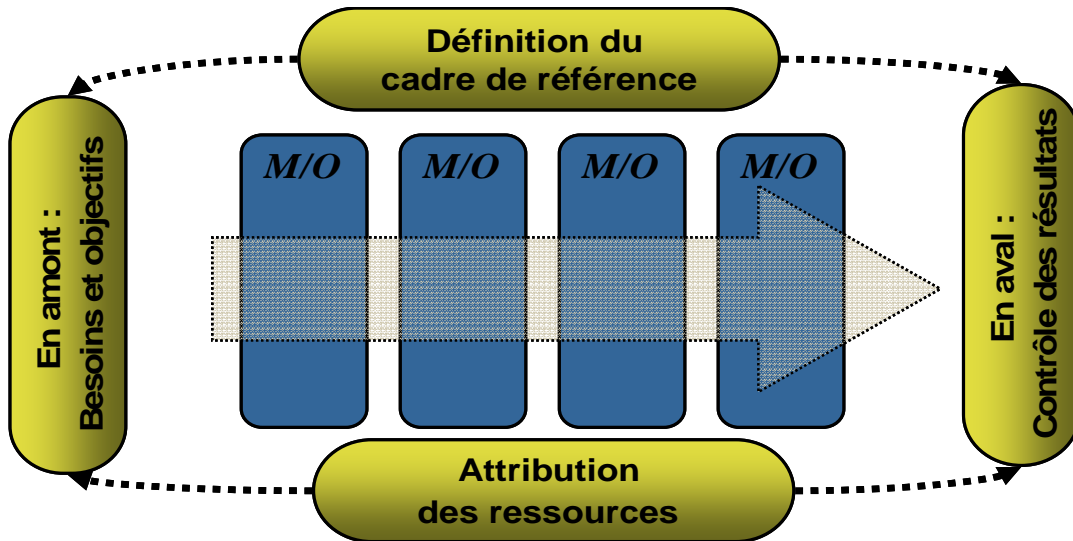 Définition du
cadre de référence
En amont :
Besoins et objectifs
M/O
M/O
M/O
M/O
En aval :
Contrôle des résultats
Attribution
des ressources